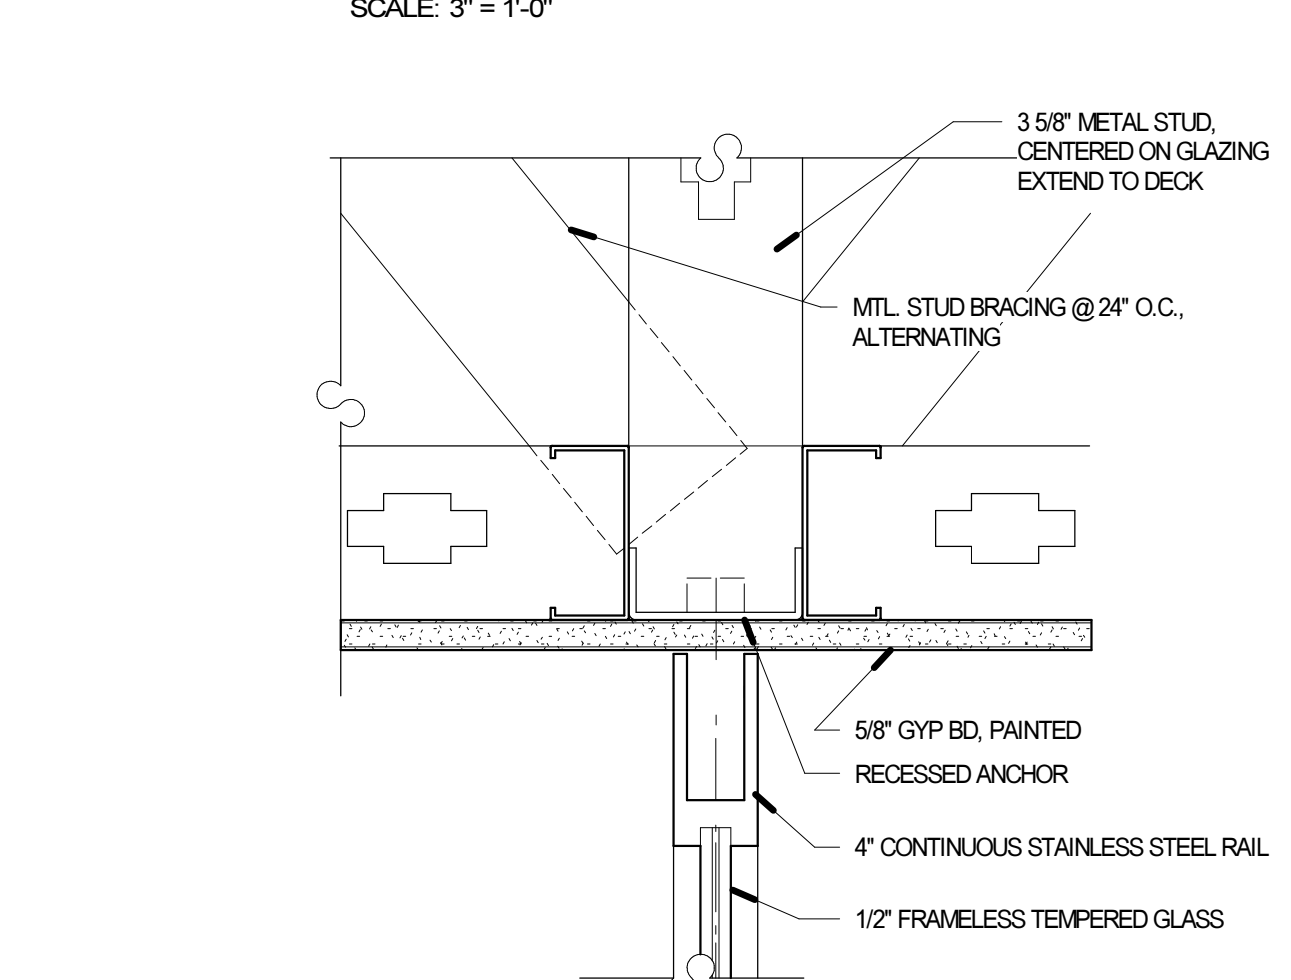 SCALE: 3" = 1'-0"
3 5/8" METAL STUD,
CENTERED ON GLAZING
EXTEND TO DECK
MTL. STUD BRACING @ 24" O.C.,
ALTERNATING
5/8" GYP BD, PAINTED
RECESSED ANCHOR
4" CONTINUOUS STAINLESS STEEL RAIL
1/2" FRAMELESS TEMPERED GLASS